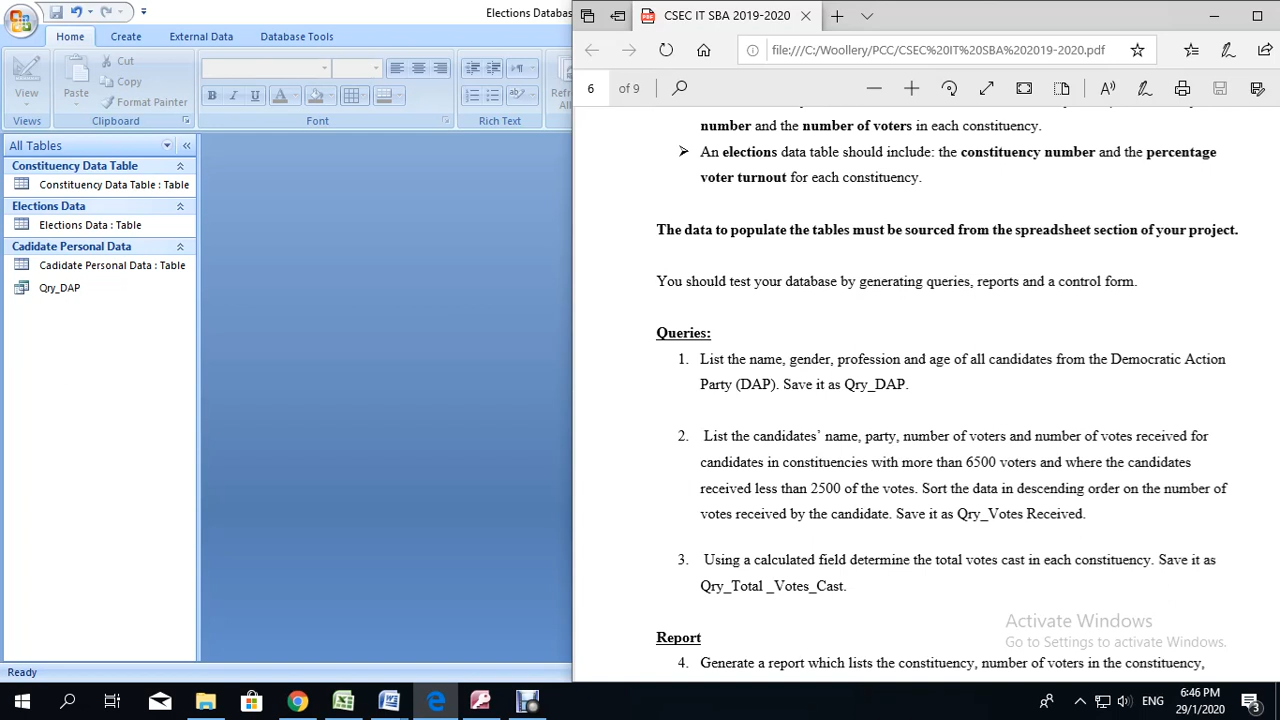 Elections Databas
Home Create External Data Database Tools
View
Views
Paste
Cut
Copy
Format Painter
Clipboard
B I U A
Font
Rich Text
Refre
All
All Tables
Constituency Data Table
Constituency Data Table : Table
Elections Data
Elections Data : Table
Cadidate Personal Data
Cadidate Personal Data : Table
Qry_DAP
Ready
CSEC IT SBA 2019-2020
file:///C:/Woollery/PCC/CSEC%20IT%20SBA%202019-2020.pdf
6 of 9
number and the number of voters in each constituency.
➢ An elections data table should include: the constituency number and the percentage
voter turnout for each constituency.
The data to populate the tables must be sourced from the spreadsheet section of your project.
You should test your database by generating queries, reports and a control form.
Queries:
1. List the name, gender, profession and age of all candidates from the Democratic Action
Party (DAP). Save it as Qry_DAP.
2. List the candidates’ name, party, number of voters and number of votes received for
candidates in constituencies with more than 6500 voters and where the candidates
received less than 2500 of the votes. Sort the data in descending order on the number of
votes received by the candidate. Save it as Qry_Votes Received.
3. Using a calculated field determine the total votes cast in each constituency. Save it as
Qry_Total _Votes_Cast.
Report
4. Generate a report which lists the constituency, number of voters in the constituency,
Activate Windows
Go to Settings to activate Windows.
ENG
6:46 PM
29/1/2020
3